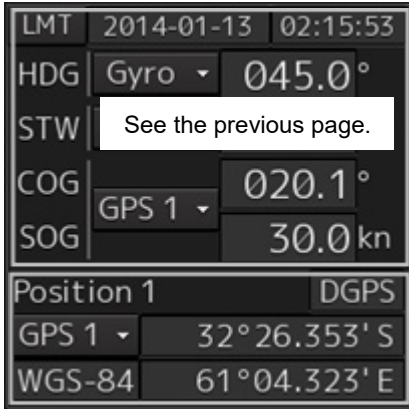 LMT 2014-01-13 02:15:53
HDG Gyro 045.0°
STW See the previous page.
COG 020.1°
GPS 1
SOG 30.0 kn
Position 1 DGPS
GPS 1 32°26.353' S
WGS-84 61°04.323' E